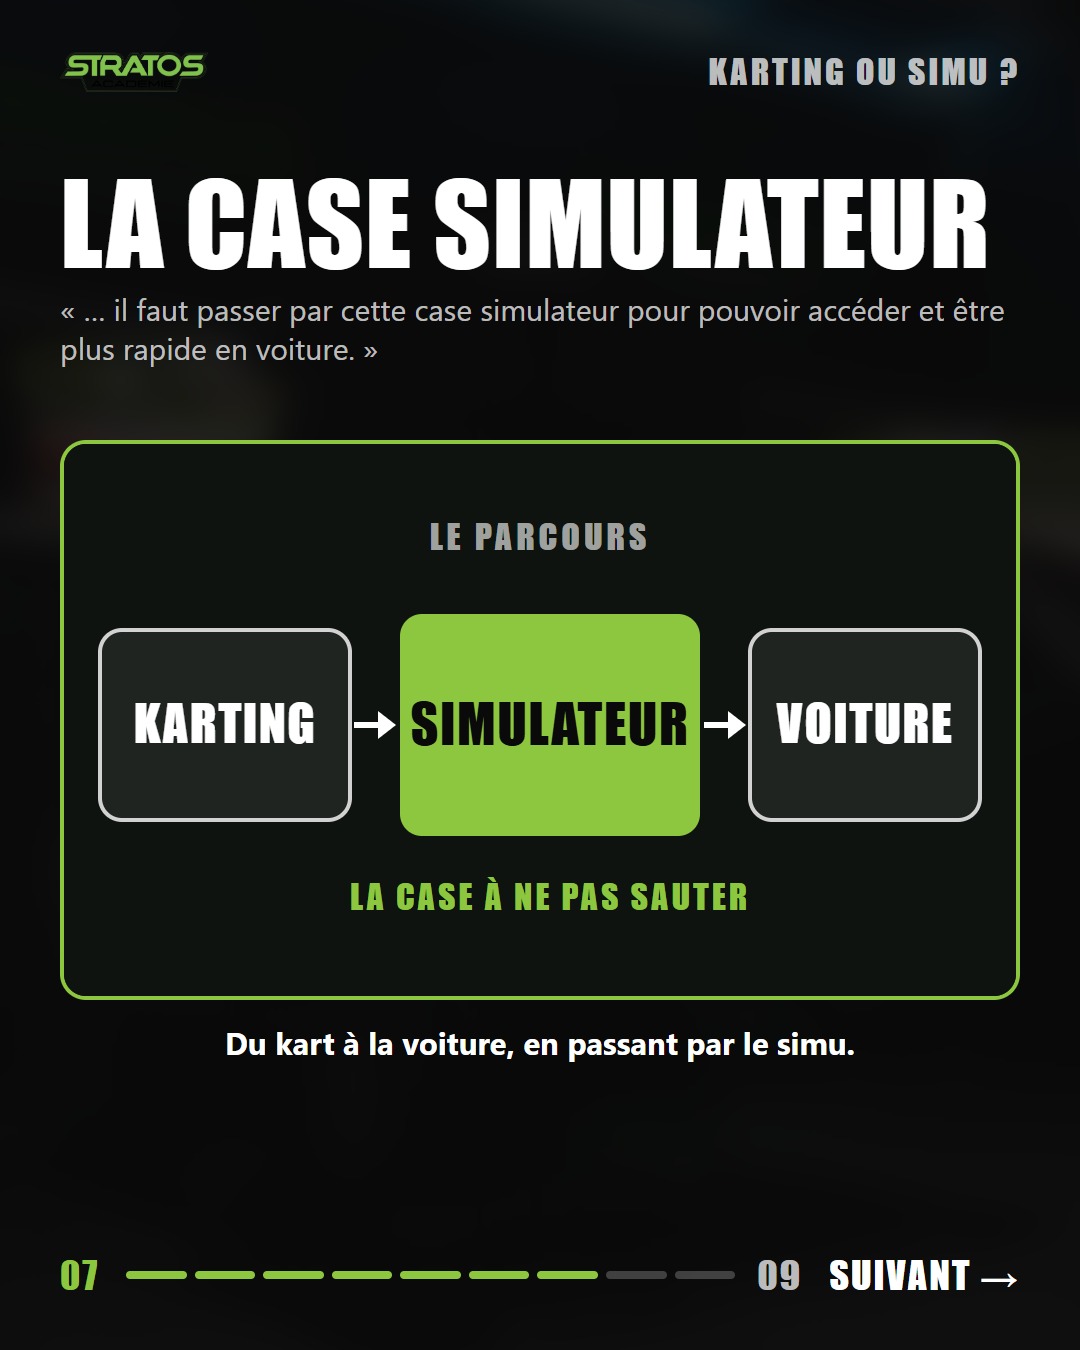 STRATOS
ACADEMIE
KARTING OU SIMU ?
LA CASE SIMULATEUR
« ... il faut passer par cette case simulateur pour pouvoir accéder et être
plus rapide en voiture. »
LE PARCOURS
KARTING
SIMULATEUR
VOITURE
LA CASE À NE PAS SAUTER
Du kart à la voiture, en passant par le simu.
07
09
SUIVANT →